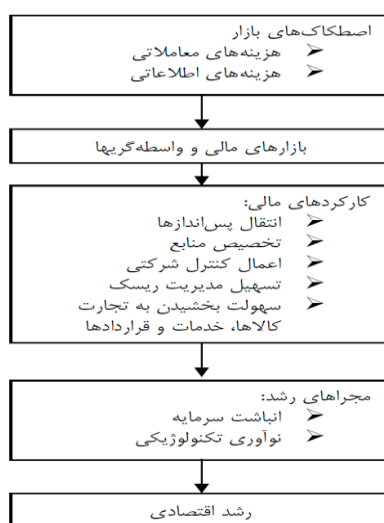 اصطکاک‌های بازار
➢ هزینه‌های معاملاتی
➢ هزینه‌های اطلاعاتی
بازارهای مالی و واسطه‌گریها
کارکردهای مالی:
➢ انتقال پس‌اندازها
➢ تخصیص منابع
➢ اعمال کنترل شرکتی
➢ تسهیل مدیریت ریسک
➢ سهولت بخشیدن به تجارت
کالاها، خدمات و قراردادها
مجراهای رشد:
➢ انباشت سرمایه
➢ نوآوری تکنولوژیکی
رشد اقتصادی